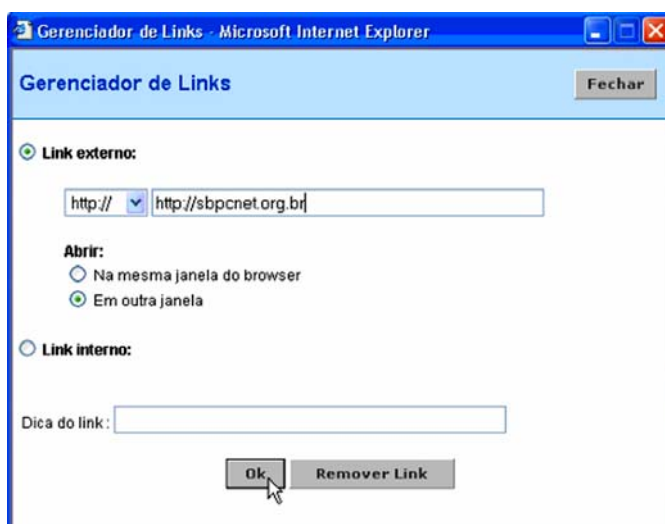 Gerenciador de Links - Microsoft Internet Explorer
Gerenciador de Links
Fechar
Link externo:
http:// http://sbpcnet.org.br
Abrir:
Na mesma janela do browser
Em outra janela
Link interno:
Dica do link:
Ok Remover Link